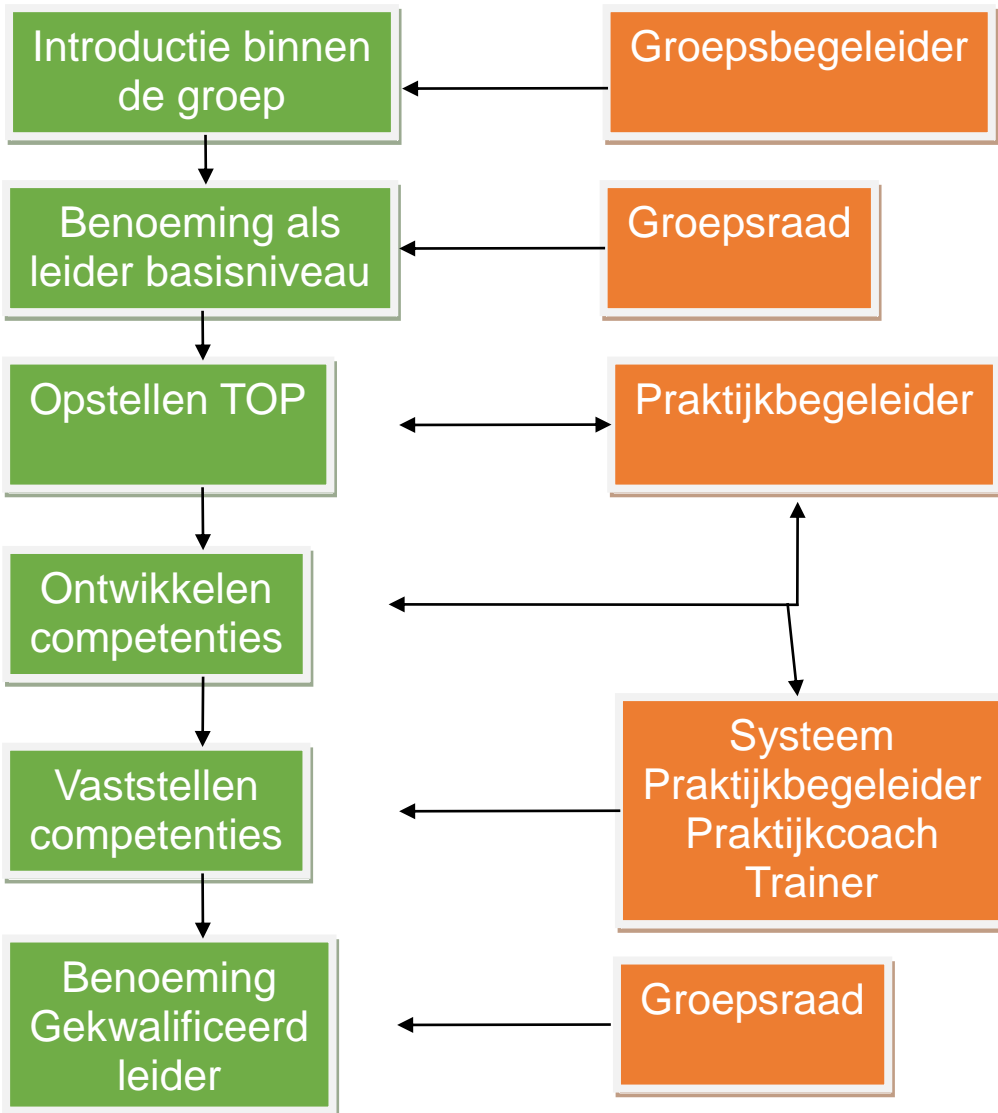 Introductie binnen
de groep
Groepsbegeleider
Benoeming als
leider basisniveau
Groepsraad
Opstellen TOP
Praktijkbegeleider
Ontwikkelen
competenties
Vaststellen
competenties
Systeem
Praktijkbegeleider
Praktijkcoach
Trainer
Benoeming
Gekwalificeerd
leider
Groepsraad